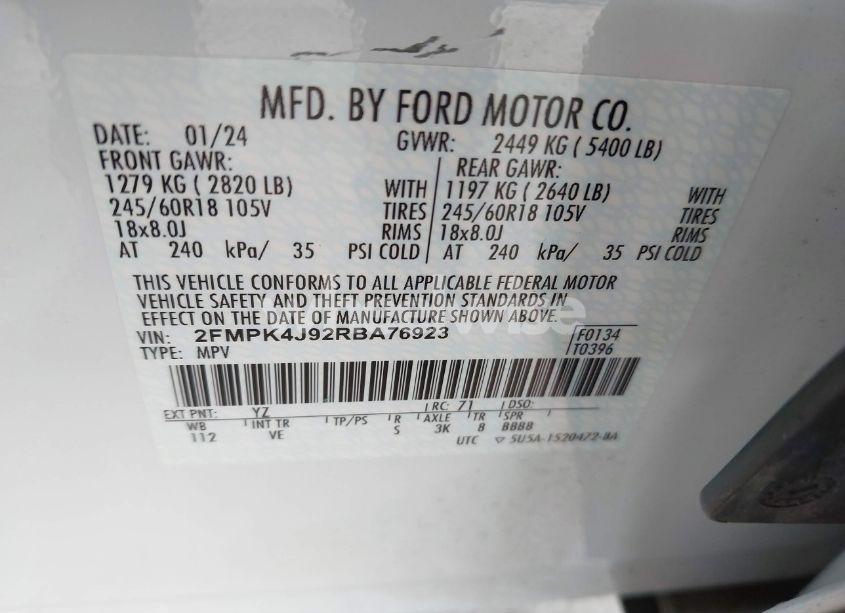 MFD. BY FORD MOTOR CO.
DATE: 01/24 GVWR: 2449 KG ( 5400 LB)
FRONT GAWR: REAR GAWR:
1279 KG ( 2820 LB) WITH 1197 KG ( 2640 LB) WITH
245/60R18 105V TIRES 245/60R18 105V TIRES
18x8.0J RIMS 18x8.0J RIMS
AT 240 kPa/ 35 PSI COLD AT 240 kPa/ 35 PSI COLD
THIS VEHICLE CONFORMS TO ALL APPLICABLE FEDERAL MOTOR
VEHICLE SAFETY AND THEFT PREVENTION STANDARDS IN
EFFECT ON THE DATE OF MANUFACTURE SHOWN ABOVE.
VIN: 2FMPK4J92RBA76923 F0134
TYPE: MPV T0396
EXT PNT: YZ RC: 71 DSO:
WB INT TR TP/PS R AXLE TR SPR
112 VE S 3K 8 BBBB
UTC 5U5A-1520472-BA